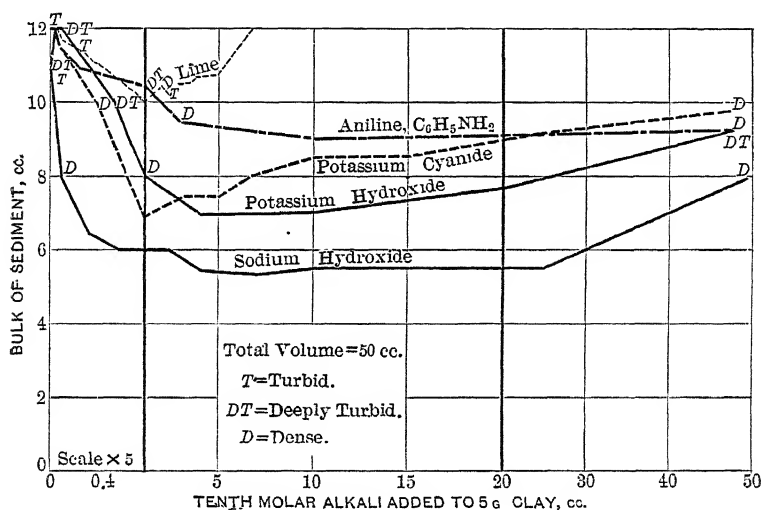 12
10
8
6
4
2
0
BULK OF SEDIMENT, cc.
T
DT
T
DT
T
D
DT
D
D
DT
T
D
D
Lime
D
Aniline, C6H5NH2
Potassium Cyanide
Potassium Hydroxide
Sodium Hydroxide
D
D
DT
D
Total Volume=50 cc.
T=Turbid.
DT=Deeply Turbid.
D=Dense.
Scale × 5
0 0.4 5 10 15 20 30 40 50
TENTH MOLAR ALKALI ADDED TO 5G CLAY, cc.